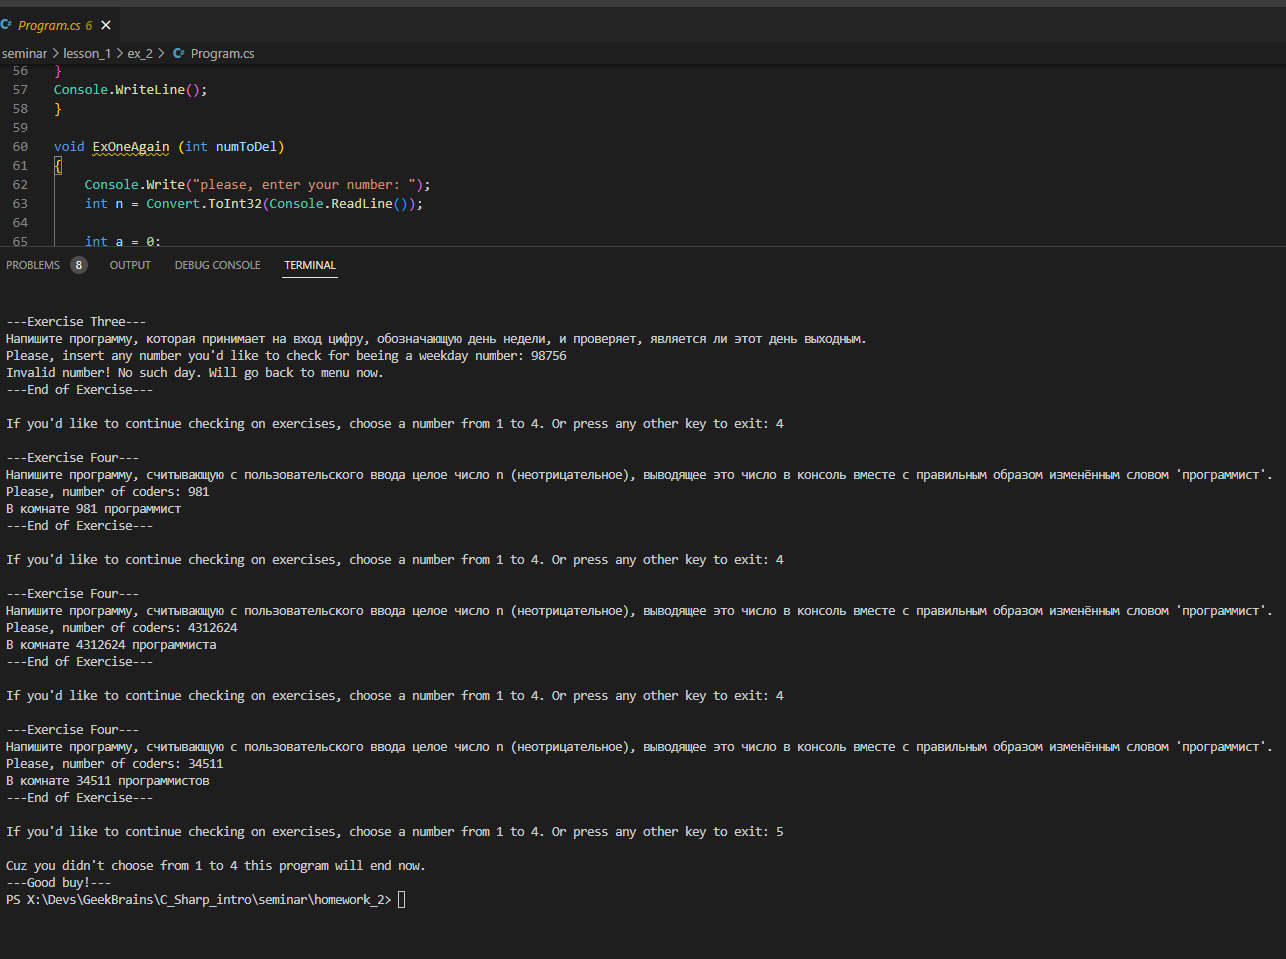 Program.cs 6
seminar > lesson_1 > ex_2 > Program.cs
56 }
57 Console.WriteLine();
58 }
59
60 void ExOneAgain (int numToDel)
61 {
62 Console.Write("please, enter your number: ");
63 int n = Convert.ToInt32(Console.ReadLine());
64
65 int a = 0;
PROBLEMS 8 OUTPUT DEBUG CONSOLE TERMINAL
---Exercise Three---
Напишите программу, которая принимает на вход цифру, обозначающую день недели, и проверяет, является ли этот день выходным.
Please, insert any number you'd like to check for beeing a weekday number: 98756
Invalid number! No such day. Will go back to menu now.
---End of Exercise---
If you'd like to continue checking on exercises, choose a number from 1 to 4. Or press any other key to exit: 4
---Exercise Four---
Напишите программу, считывающую с пользовательского ввода целое число n (неотрицательное), выводящее это число в консоль вместе с правильным образом изменённым словом 'программист'.
Please, number of coders: 981
В комнате 981 программист
---End of Exercise---
If you'd like to continue checking on exercises, choose a number from 1 to 4. Or press any other key to exit: 4
---Exercise Four---
Напишите программу, считывающую с пользовательского ввода целое число n (неотрицательное), выводящее это число в консоль вместе с правильным образом изменённым словом 'программист'.
Please, number of coders: 4312624
В комнате 4312624 программиста
---End of Exercise---
If you'd like to continue checking on exercises, choose a number from 1 to 4. Or press any other key to exit: 4
---Exercise Four---
Напишите программу, считывающую с пользовательского ввода целое число n (неотрицательное), выводящее это число в консоль вместе с правильным образом изменённым словом 'программист'.
Please, number of coders: 34511
В комнате 34511 программистов
---End of Exercise---
If you'd like to continue checking on exercises, choose a number from 1 to 4. Or press any other key to exit: 5
Cuz you didn't choose from 1 to 4 this program will end now.
---Good buy!---
PS X:\Devs\GeekBrains\C_Sharp_intro\seminar\homework_2>